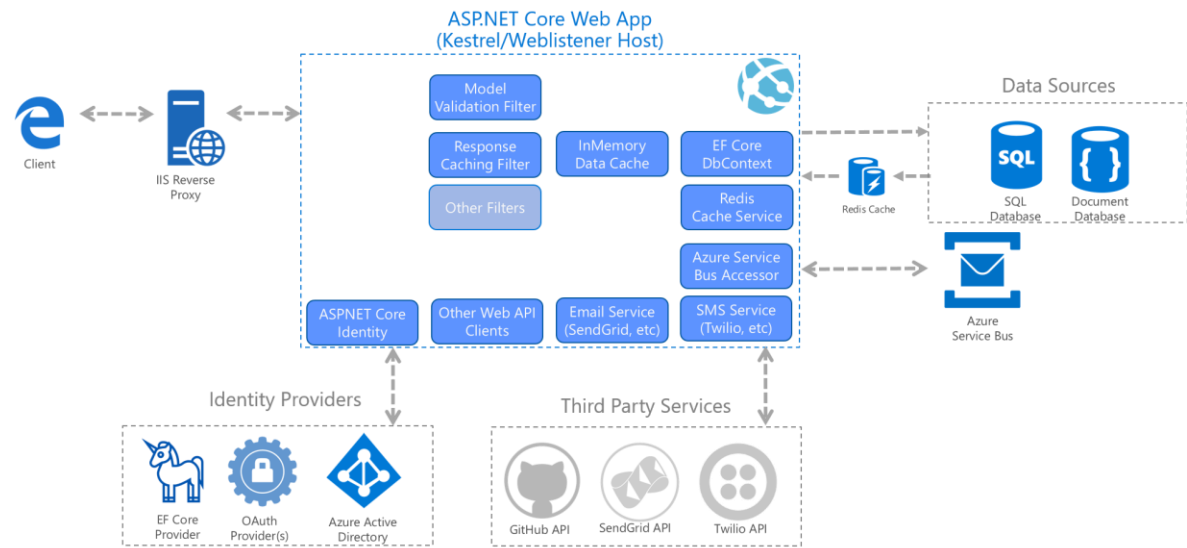 ASP.NET Core Web App
(Kestrel/Weblistener Host)
Client
IIS Reverse
Proxy
Model
Validation Filter
Response
Caching Filter
Other Filters
InMemory
Data Cache
EF Core
DbContext
Redis
Cache Service
Azure Service
Bus Accessor
ASPNET Core
Identity
Other Web API
Clients
Email Service
(SendGrid, etc)
SMS Service
(Twilio, etc)
Redis Cache
Data Sources
SQL
SQL
Database
{ }
Document
Database
Azure
Service Bus
Identity Providers
EF Core
Provider
OAuth
Provider(s)
Azure Active
Directory
Third Party Services
GitHub API
SendGrid API
Twilio API